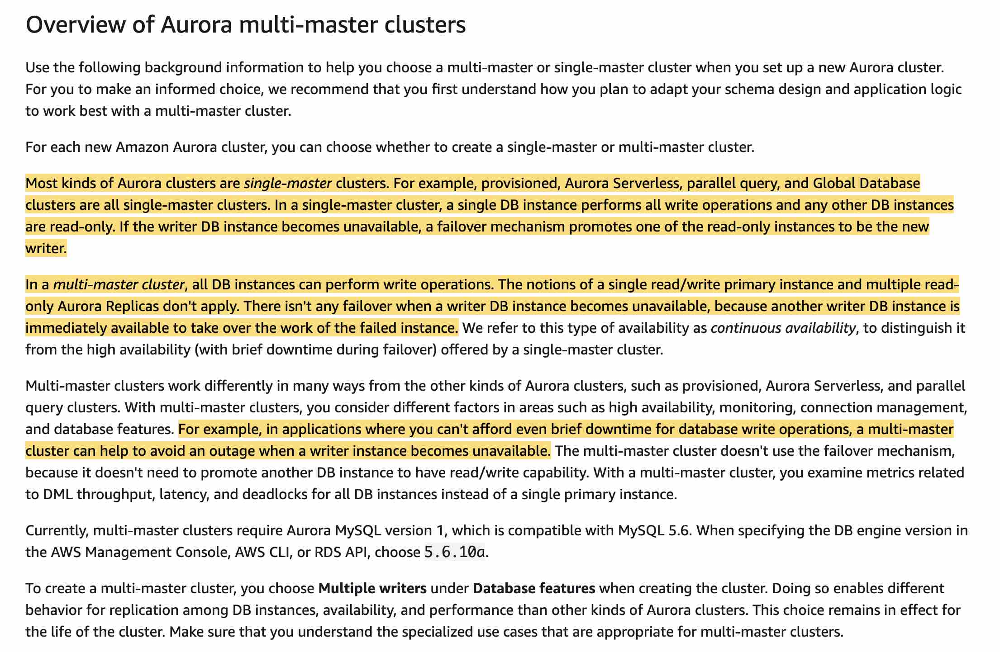 Overview of Aurora multi-master clusters
Use the following background information to help you choose a multi-master or single-master cluster when you set up a new Aurora cluster.
For you to make an informed choice, we recommend that you first understand how you plan to adapt your schema design and application logic
to work best with a multi-master cluster.
For each new Amazon Aurora cluster, you can choose whether to create a single-master or multi-master cluster.
Most kinds of Aurora clusters are single-master clusters. For example, provisioned, Aurora Serverless, parallel query, and Global Database
clusters are all single-master clusters. In a single-master cluster, a single DB instance performs all write operations and any other DB instances
are read-only. If the writer DB instance becomes unavailable, a failover mechanism promotes one of the read-only instances to be the new
writer.
In a multi-master cluster, all DB instances can perform write operations. The notions of a single read/write primary instance and multiple read-
only Aurora Replicas don't apply. There isn't any failover when a writer DB instance becomes unavailable, because another writer DB instance is
immediately available to take over the work of the failed instance. We refer to this type of availability as continuous availability, to distinguish it
from the high availability (with brief downtime during failover) offered by a single-master cluster.
Multi-master clusters work differently in many ways from the other kinds of Aurora clusters, such as provisioned, Aurora Serverless, and parallel
query clusters. With multi-master clusters, you consider different factors in areas such as high availability, monitoring, connection management,
and database features. For example, in applications where you can't afford even brief downtime for database write operations, a multi-master
cluster can help to avoid an outage when a writer instance becomes unavailable. The multi-master cluster doesn't use the failover mechanism,
because it doesn't need to promote another DB instance to have read/write capability. With a multi-master cluster, you examine metrics related
to DML throughput, latency, and deadlocks for all DB instances instead of a single primary instance.
Currently, multi-master clusters require Aurora MySQL version 1, which is compatible with MySQL 5.6. When specifying the DB engine version in
the AWS Management Console, AWS CLI, or RDS API, choose 5.6.10a.
To create a multi-master cluster, you choose Multiple writers under Database features when creating the cluster. Doing so enables different
behavior for replication among DB instances, availability, and performance than other kinds of Aurora clusters. This choice remains in effect for
the life of the cluster. Make sure that you understand the specialized use cases that are appropriate for multi-master clusters.